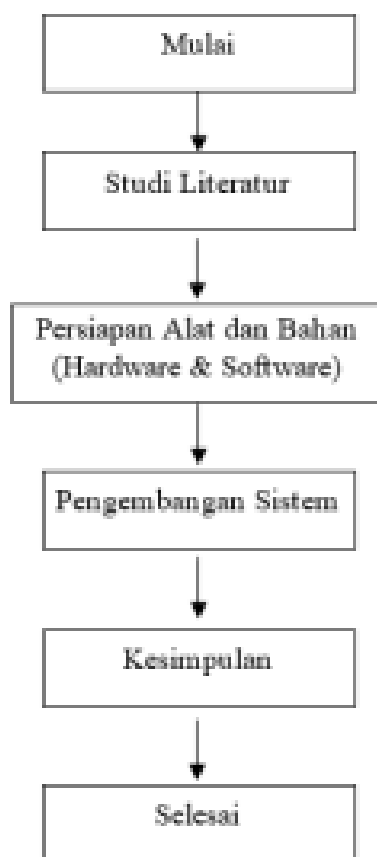 Mulai
Studi Literatur
Persiapan Alat dan Bahan
(Hardware & Software)
Pengembangan Sistem
Kesimpulan
Selesai